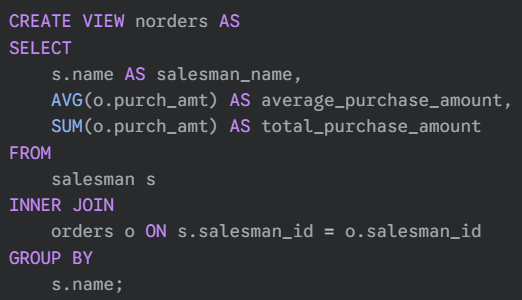 CREATE VIEW norders AS
SELECT
    s.name AS salesman_name,
    AVG(o.purch_amt) AS average_purchase_amount,
    SUM(o.purch_amt) AS total_purchase_amount
FROM
    salesman s
INNER JOIN
    orders o ON s.salesman_id = o.salesman_id
GROUP BY
    s.name;